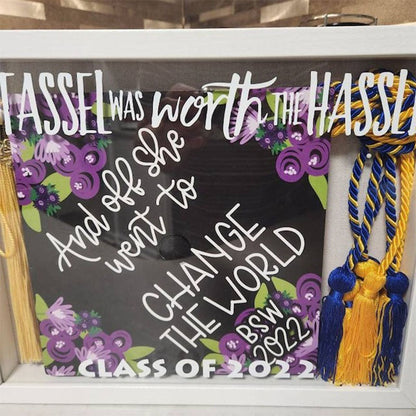 TASSEL WAS worth THE HASSEL
And off she
went to
CHANGE
THE WORLD
BSW
2022
CLASS OF 2022